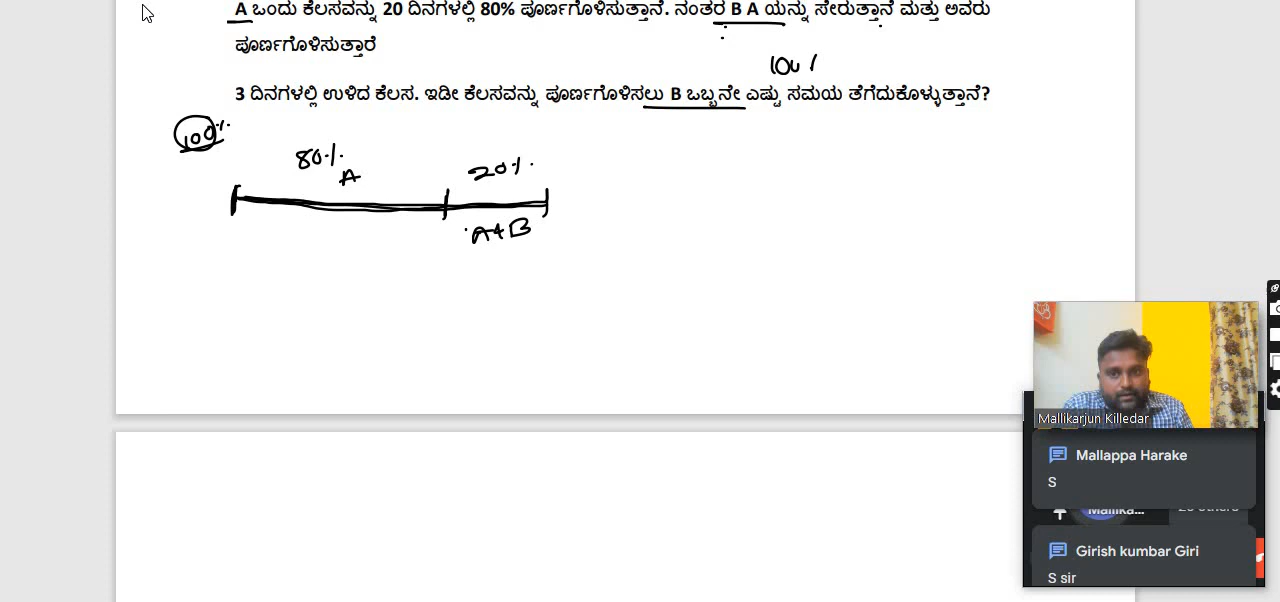 A ಒಂದು ಕೆಲಸವನ್ನು 20 ದಿನಗಳಲ್ಲಿ 80% ಪೂರ್ಣಗೊಳಿಸುತ್ತಾನೆ. ನಂತರ B A ಯನ್ನು ಸೇರುತ್ತಾನೆ ಮತ್ತು ಅವರು
ಪೂರ್ಣಗೊಳಿಸುತ್ತಾರೆ
100%
3 ದಿನಗಳಲ್ಲಿ ಉಳಿದ ಕೆಲಸ. ಇಡೀ ಕೆಲಸವನ್ನು ಪೂರ್ಣಗೊಳಿಸಲು B ಒಬ್ಬನೇ ಎಷ್ಟು ಸಮಯ ತೆಗೆದುಕೊಳ್ಳುತ್ತಾನೆ?
100%
80% 20%
A
A+B
Mallikarjun Killedar
Mallappa Harake
S
Mallika...
Girish kumbar Giri
S sir